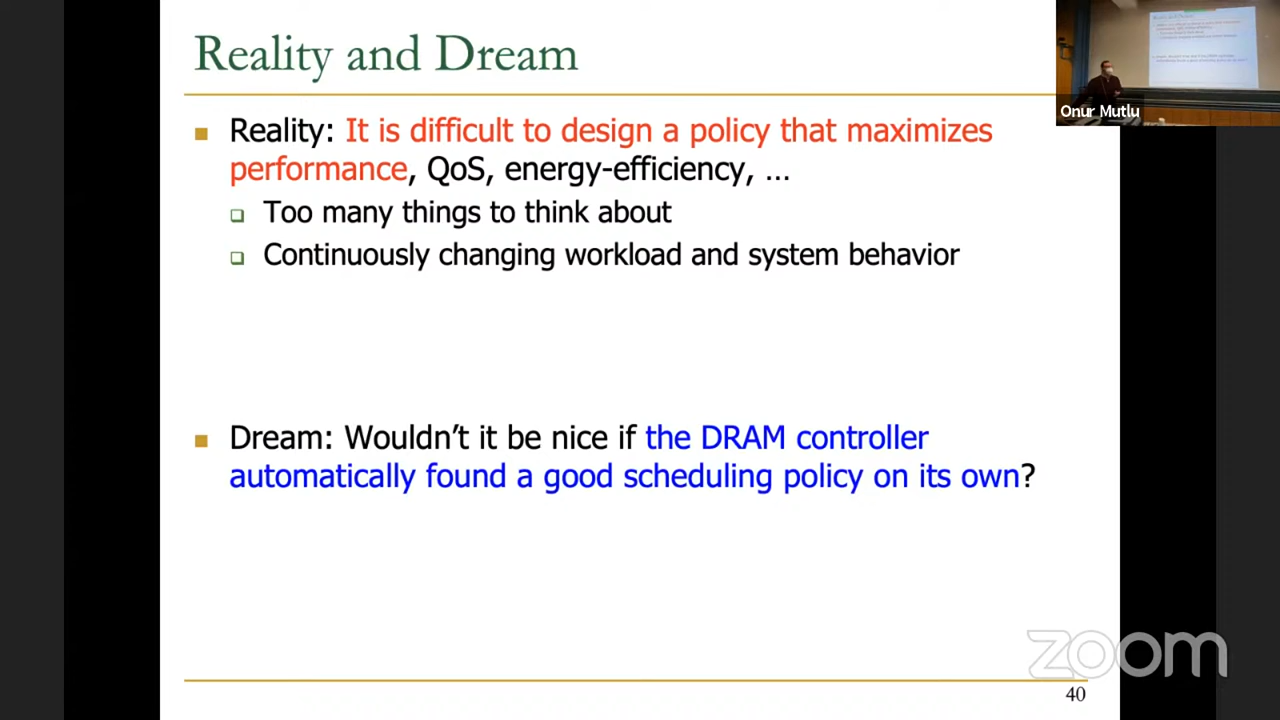 Reality and Dream
Onur Mutlu
Reality: It is difficult to design a policy that maximizes
performance, QoS, energy-efficiency, …
Too many things to think about
Continuously changing workload and system behavior
Dream: Wouldn't it be nice if the DRAM controller
automatically found a good scheduling policy on its own?
zoom
40